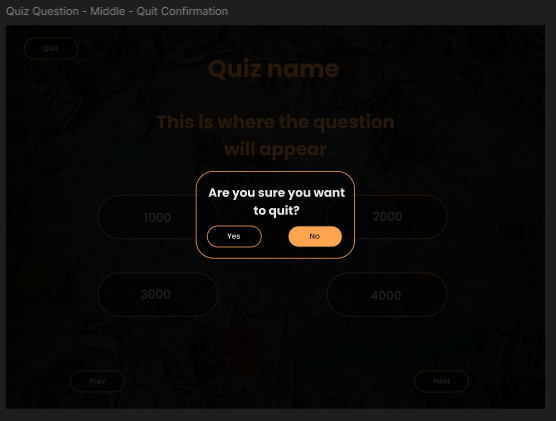 Quiz Question - Middle - Quit Confirmation
Quit
Quiz name
This is where the question
will appear
Are you sure you want
to quit?
Yes
No
1000
2000
3000
4000
Prev
Next